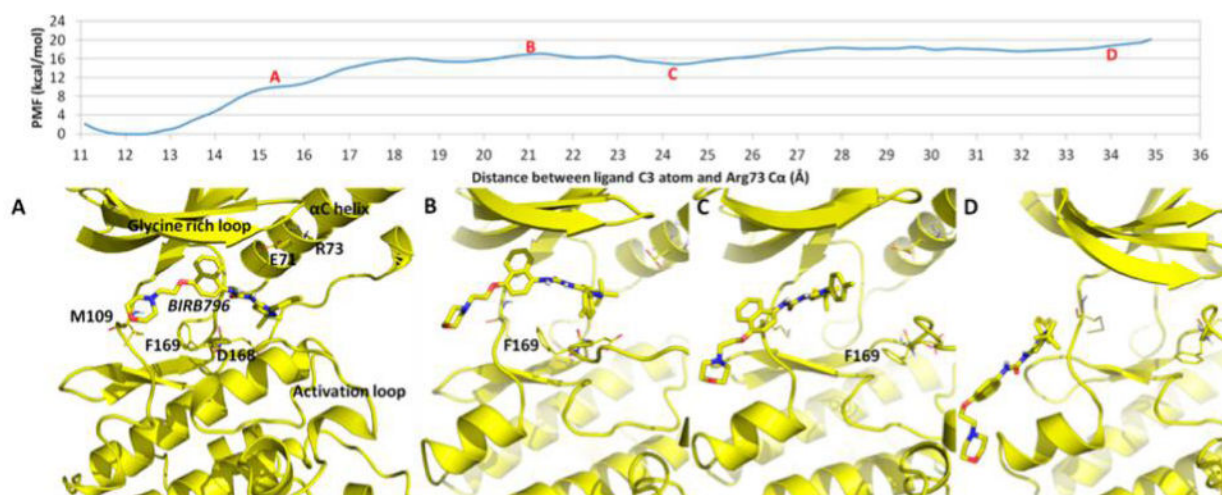 24
20
16
12
8
4
0
PMF (kcal/mol)
A
B
C
D
11 12 13 14 15 16 17 18 19 20 21 22 23 24 25 26 27 28 29 30 31 32 33 34 35 36
Distance between ligand C3 atom and Arg73 Cα (Å)
A
Glycine rich loop
αC helix
E71
R73
BIRB796
M109
F169
D168
Activation loop
B
F169
C
F169
D